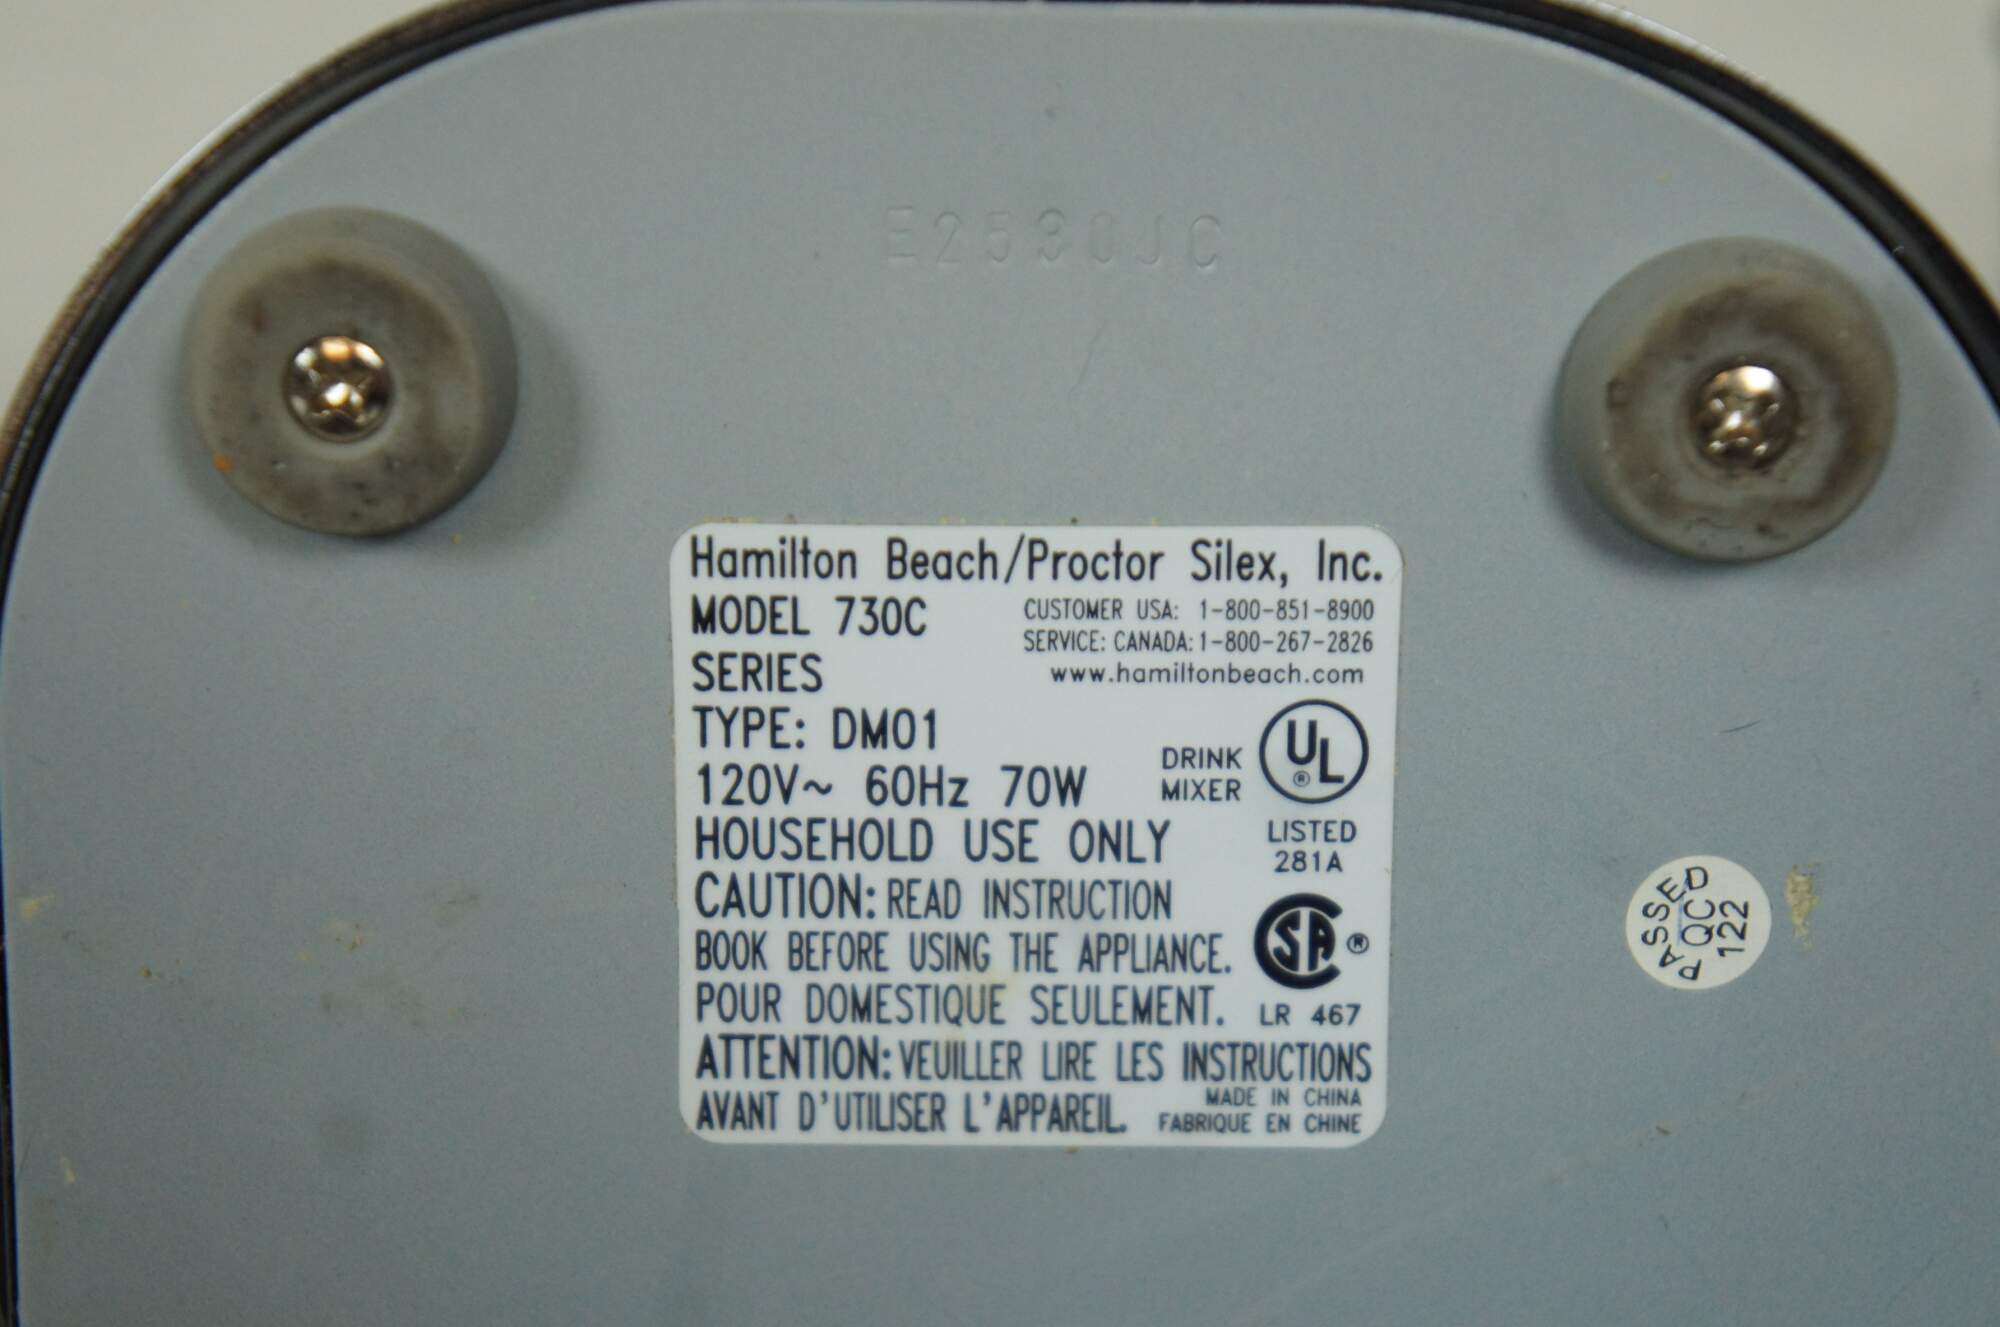 E2530JC
Hamilton Beach/Proctor Silex, Inc.
MODEL 730C
CUSTOMER USA: 1-800-851-8900
SERVICE: CANADA: 1-800-267-2826
SERIES
www.hamiltonbeach.com
TYPE: DM01
120V~ 60Hz 70W
DRINK
MIXER
UL
®
HOUSEHOLD USE ONLY
LISTED
281A
CAUTION: READ INSTRUCTION
BOOK BEFORE USING THE APPLIANCE.
SA ®
POUR DOMESTIQUE SEULEMENT.
LR 467
ATTENTION: VEUILLER LIRE LES INSTRUCTIONS
AVANT D'UTILISER L'APPAREIL.
MADE IN CHINA
FABRIQUE EN CHINE
PASSED
QC
122